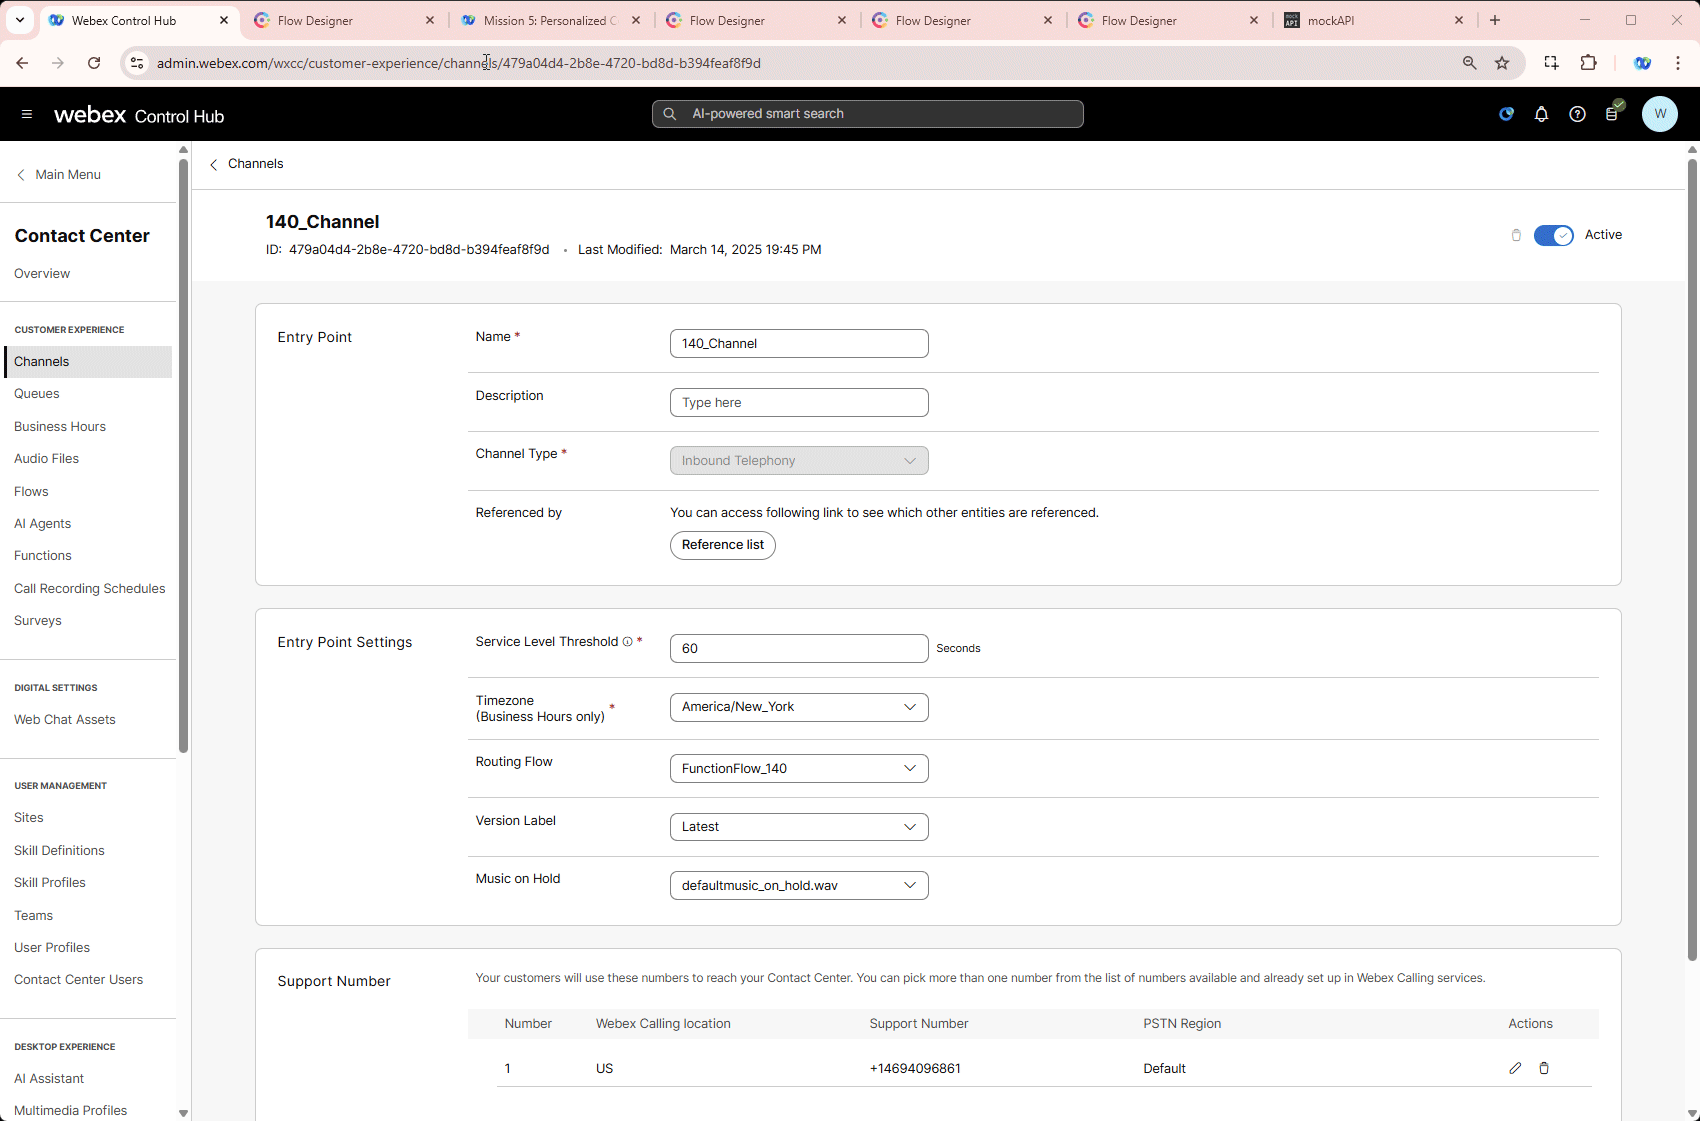 Webex Control Hub
Flow Designer
Mission 5: Personalized C
Flow Designer
Flow Designer
Flow Designer
mockAPI
admin.webex.com/wxcc/customer-experience/channels/479a04d4-2b8e-4720-bd8d-b394feaf8f9d
webex Control Hub
AI-powered smart search
W
Main Menu
Contact Center
Overview
CUSTOMER EXPERIENCE
Channels
Queues
Business Hours
Audio Files
Flows
AI Agents
Functions
Call Recording Schedules
Surveys
DIGITAL SETTINGS
Web Chat Assets
USER MANAGEMENT
Sites
Skill Definitions
Skill Profiles
Teams
User Profiles
Contact Center Users
DESKTOP EXPERIENCE
AI Assistant
Multimedia Profiles
Channels
140_Channel
ID: 479a04d4-2b8e-4720-bd8d-b394feaf8f9d • Last Modified: March 14, 2025 19:45 PM
Active
Entry Point
Name *
140_Channel
Description
Type here
Channel Type *
Inbound Telephony
Referenced by
You can access following link to see which other entities are referenced.
Reference list
Entry Point Settings
Service Level Threshold *
60
Seconds
Timezone
(Business Hours only) *
America/New_York
Routing Flow
FunctionFlow_140
Version Label
Latest
Music on Hold
defaultmusic_on_hold.wav
Support Number
Your customers will use these numbers to reach your Contact Center. You can pick more than one number from the list of numbers available and already set up in Webex Calling services.
Number Webex Calling location Support Number PSTN Region Actions
1 US +14694096861 Default